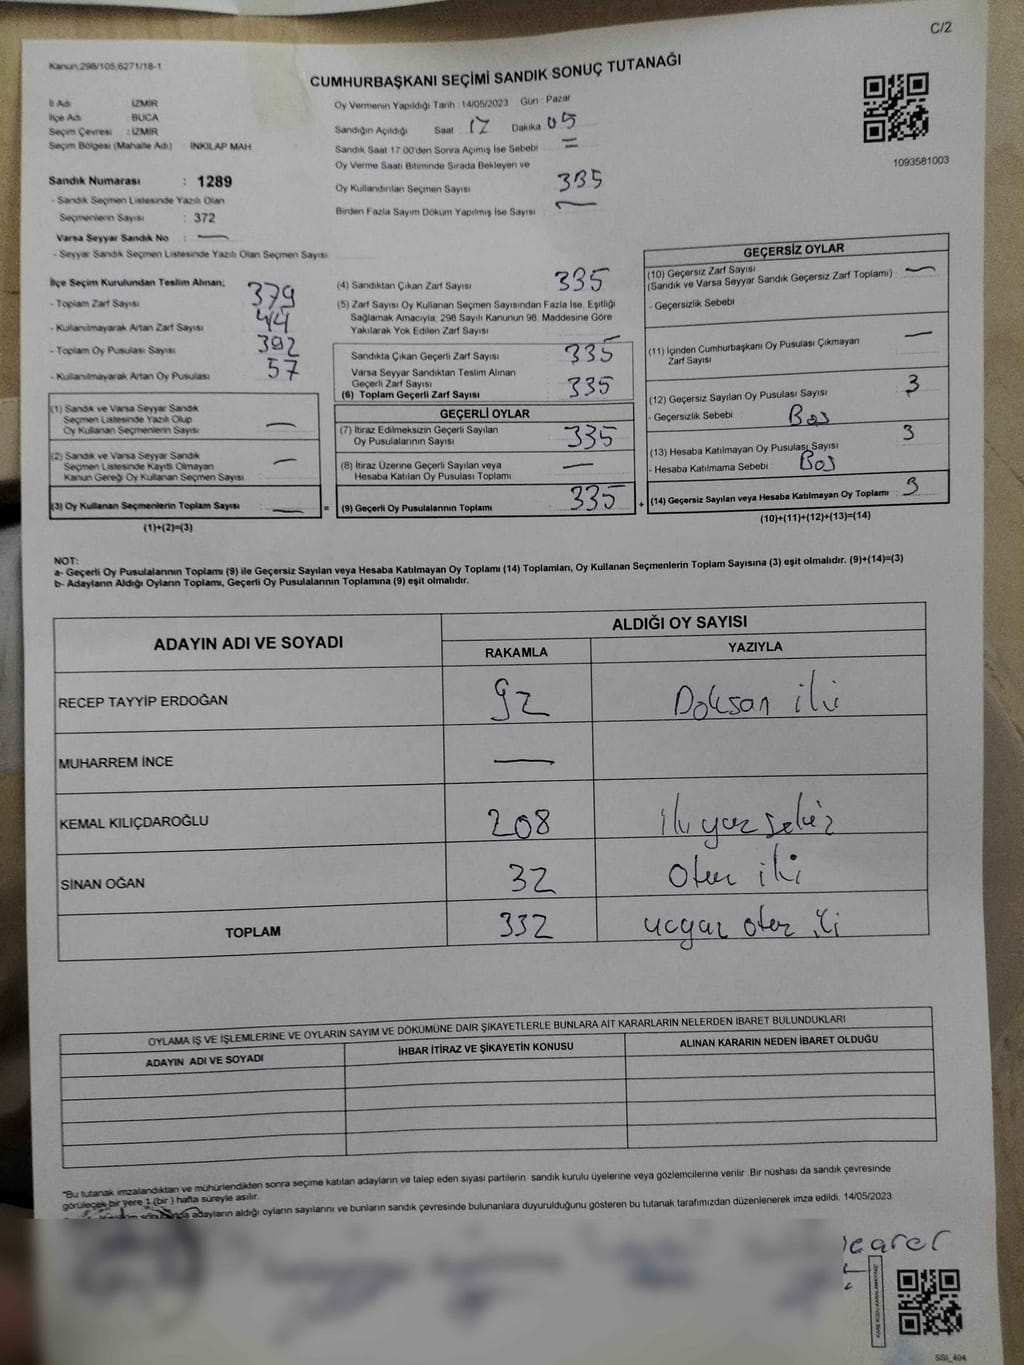 C/2
Kanun:298/105,6271/18-1
CUMHURBAŞKANI SEÇİMİ SANDIK SONUÇ TUTANAĞI
İl Adı : İZMİR
İlçe Adı : BUCA
Seçim Çevresi : İZMİR
Seçim Bölgesi (Mahalle Adı) : İNKILAP MAH.
Sandık Numarası : 1289
- Sandık Seçmen Listesinde Yazılı Olan
Seçmenlerin Sayısı : 372
Varsa Seyyar Sandık No : —
- Seyyar Sandık Seçmen Listesinde Yazılı Olan Seçmen Sayısı
Oy Vermenin Yapıldığı Tarih : 14/05/2023 Gün : Pazar
Sandığın Açıldığı Saat : 17 Dakika : 05
Sandık Saat 17:00'den Sonra Açımış İse Sebebi =
Oy Verme Saati Bitiminde Sırada Bekleyen ve
Oy Kullandırılan Seçmen Sayısı 335
Birden Fazla Sayım Döküm Yapılmış İse Sayısı : —
1093581003
İlçe Seçim Kurulundan Teslim Alınan;
- Toplam Zarf Sayısı 379
- Kullanılmayarak Artan Zarf Sayısı 44
- Toplam Oy Pusulası Sayısı 392
- Kullanılmayarak Artan Oy Pusulası 57
(1) Sandık ve Varsa Seyyar Sandık
Seçmen Listesinde Yazılı Olup
Oy Kullanan Seçmenlerin Sayısı —
(2) Sandık ve Varsa Seyyar Sandık
Seçmen Listesinde Kayıtlı Olmayan
Kanun Gereği Oy Kullanan Seçmen Sayısı —
(3) Oy Kullanan Seçmenlerin Toplam Sayısı —
(1)+(2)=(3)
=
(4) Sandıktan Çıkan Zarf Sayısı 335
(5) Zarf Sayısı Oy Kullanan Seçmen Sayısından Fazla İse, Eşitliği
Sağlamak Amacıyla, 298 Sayılı Kanunun 98. Maddesine Göre
Yakılarak Yok Edilen Zarf Sayısı
Sandıkta Çıkan Geçerli Zarf Sayısı 335
Varsa Seyyar Sandıktan Teslim Alınan
Geçerli Zarf Sayısı 335
(6) Toplam Geçerli Zarf Sayısı
GEÇERLİ OYLAR
(7) İtiraz Edilmeksizin Geçerli Sayılan
Oy Pusulalarının Sayısı 335
(8) İtiraz Üzerine Geçerli Sayılan veya
Hesaba Katılan Oy Pusulası Toplamı —
(9) Geçerli Oy Pusulalarının Toplamı 335
+
GEÇERSİZ OYLAR
(10) Geçersiz Zarf Sayısı —
(Sandık ve Varsa Seyyar Sandık Geçersiz Zarf Toplamı)
- Geçersizlik Sebebi
(11) İçinden Cumhurbaşkanı Oy Pusulası Çıkmayan
Zarf Sayısı —
(12) Geçersiz Sayılan Oy Pusulası Sayısı 3
- Geçersizlik Sebebi Boş
(13) Hesaba Katılmayan Oy Pusulası Sayısı 3
- Hesaba Katılmama Sebebi Boş
(14) Geçersiz Sayılan veya Hesaba Katılmayan Oy Toplamı 3
(10)+(11)+(12)+(13)=(14)
NOT:
a- Geçerli Oy Pusulalarının Toplamı (9) ile Geçersiz Sayılan veya Hesaba Katılmayan Oy Toplamı (14) Toplamları, Oy Kullanan Seçmenlerin Toplam Sayısına (3) eşit olmalıdır. (9)+(14)=(3)
b- Adayların Aldığı Oyların Toplamı, Geçerli Oy Pusulalarının Toplamına (9) eşit olmalıdır.
ADAYIN ADI VE SOYADI ALDIĞI OY SAYISI
RAKAMLA YAZIYLA
RECEP TAYYİP ERDOĞAN 92 Doksan iki
MUHARREM İNCE —
KEMAL KILIÇDAROĞLU 208 ikiyüz sekiz
SİNAN OĞAN 32 Otuz iki
TOPLAM 332 üçyüz otuz iki
OYLAMA İŞ VE İŞLEMLERİNE VE OYLARIN SAYIM VE DÖKÜMÜNE DAİR ŞİKAYETLERLE BUNLARA AİT KARARLARIN NELERDEN İBARET BULUNDUKLARI
ADAYIN ADI VE SOYADI İHBAR İTİRAZ VE ŞİKAYETİN KONUSU ALINAN KARARIN NEDEN İBARET OLDUĞU
"Bu tutanak imzalandıktan ve mühürlendikten sonra seçime katılan adayların ve talep eden siyasi partilerin sandık kurulu üyelerine veya gözlemcilerine verilir .Bir nüshası da sandık çevresinde
görülecek bir yere 1 (bir) hafta süreyle asılır.
adayların aldığı oyların sayılarını ve bunların sandık çevresinde bulunanlara duyurulduğunu gösteren bu tutanak tarafımızdan düzenlenerek imza edildi. 14/05/2023
SSI_404